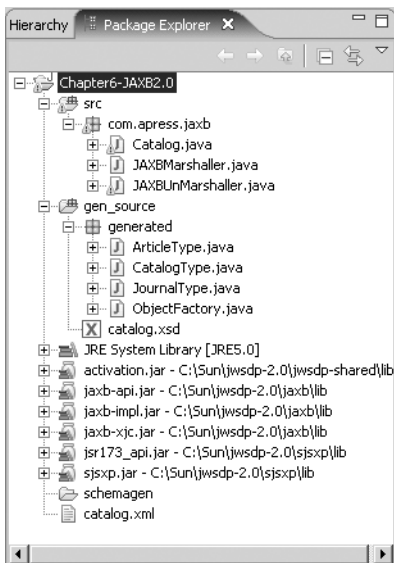 Hierarchy Package Explorer
Chapter6-JAXB2.0
src
com.apress.jaxb
Catalog.java
JAXBMarshaller.java
JAXBUnMarshaller.java
gen_source
generated
ArticleType.java
CatalogType.java
JournalType.java
ObjectFactory.java
catalog.xsd
JRE System Library [JRE5.0]
activation.jar - C:\Sun\jwsdp-2.0\jwsdp-shared\lib
jaxb-api.jar - C:\Sun\jwsdp-2.0\jaxb\lib
jaxb-impl.jar - C:\Sun\jwsdp-2.0\jaxb\lib
jaxb-xjc.jar - C:\Sun\jwsdp-2.0\jaxb\lib
jsr173_api.jar - C:\Sun\jwsdp-2.0\sjsxp\lib
sjsxp.jar - C:\Sun\jwsdp-2.0\sjsxp\lib
schemagen
catalog.xml